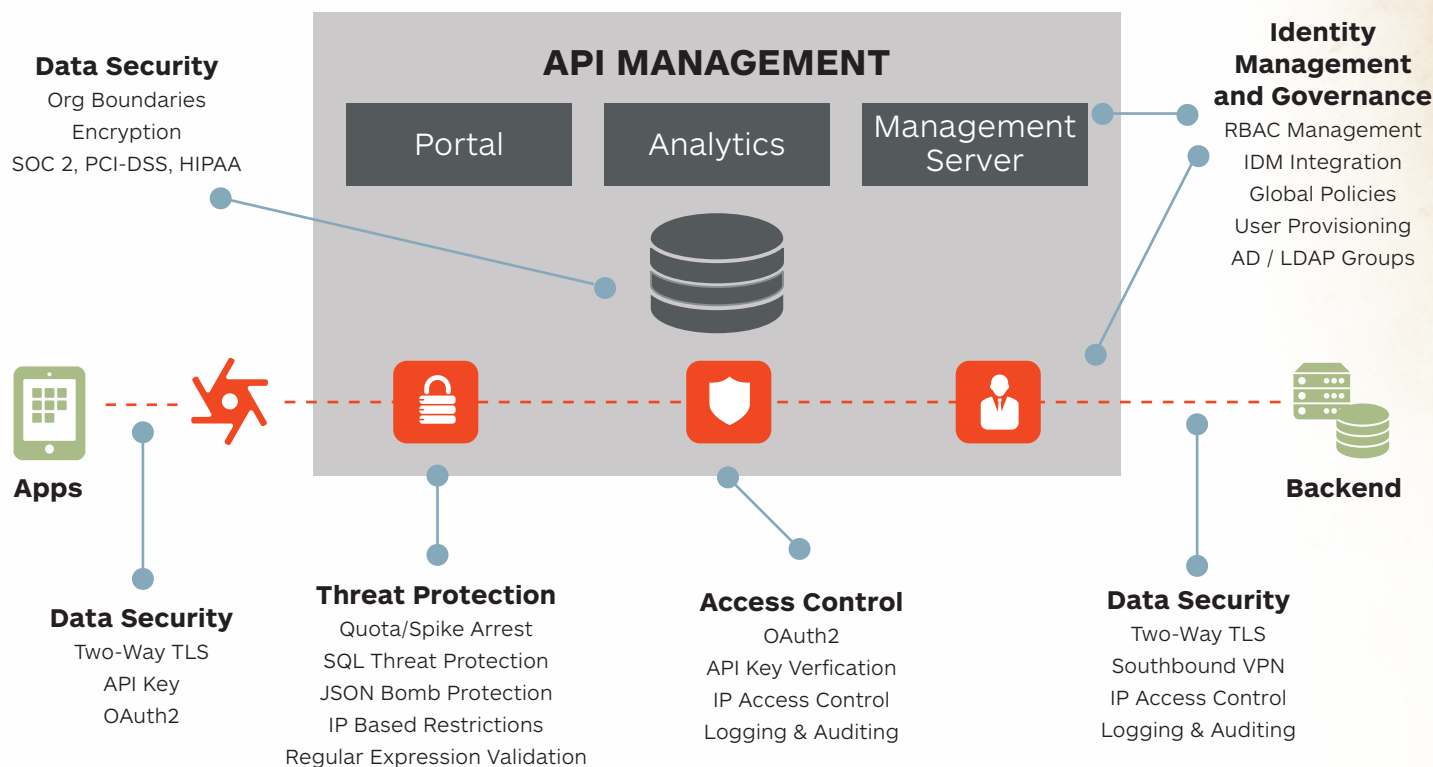 API MANAGEMENT
Portal
Analytics
Management
Server
Data Security
Org Boundaries
Encryption
SOC 2, PCI-DSS, HIPAA
Identity
Management
and Governance
RBAC Management
IDM Integration
Global Policies
User Provisioning
AD / LDAP Groups
Apps
Backend
Data Security
Two-Way TLS
API Key
OAuth2
Threat Protection
Quota/Spike Arrest
SQL Threat Protection
JSON Bomb Protection
IP Based Restrictions
Regular Expression Validation
Access Control
OAuth2
API Key Verfication
IP Access Control
Logging & Auditing
Data Security
Two-Way TLS
Southbound VPN
IP Access Control
Logging & Auditing